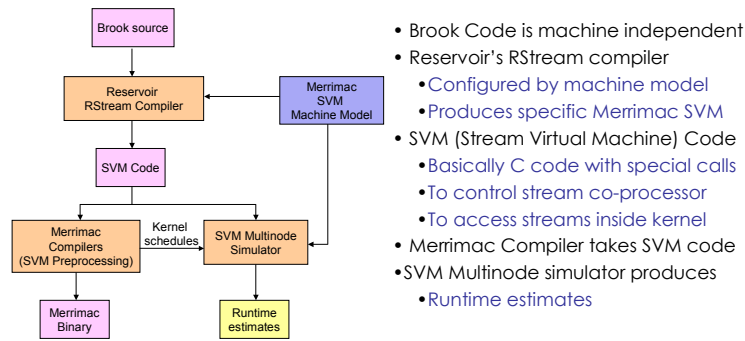 Brook source
Reservoir
RStream Compiler
Merrimac
SVM
Machine Model
SVM Code
Merrimac
Compilers
(SVM Preprocessing)
Kernel
schedules
SVM Multinode
Simulator
Merrimac
Binary
Runtime
estimates
• Brook Code is machine independent
• Reservoir's RStream compiler
•Configured by machine model
•Produces specific Merrimac SVM
• SVM (Stream Virtual Machine) Code
•Basically C code with special calls
•To control stream co-processor
•To access streams inside kernel
• Merrimac Compiler takes SVM code
•SVM Multinode simulator produces
•Runtime estimates